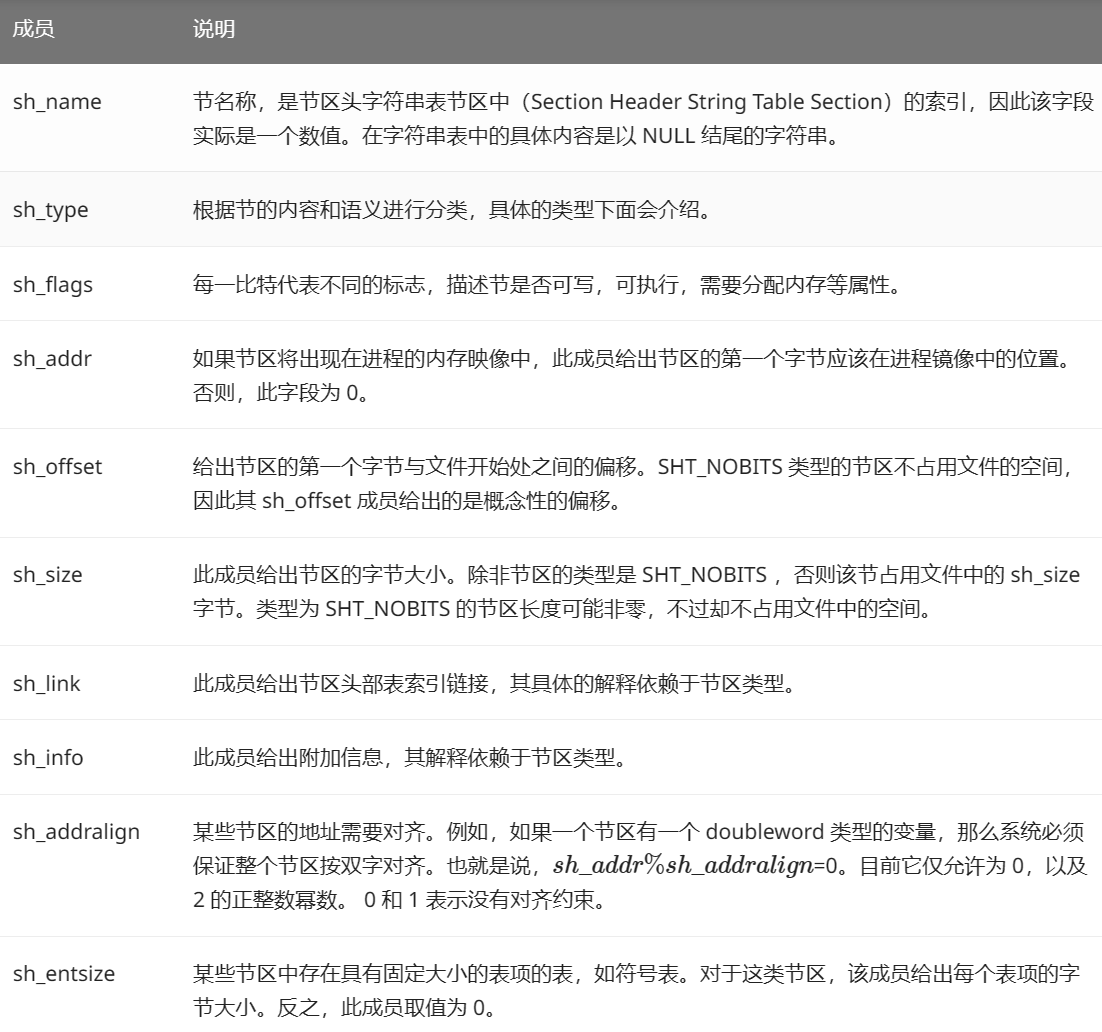 成员 说明
sh_name 节名称，是节区头字符串表节区中（Section Header String Table Section）的索引，因此该字段
实际是一个数值。在字符串表中的具体内容是以 NULL 结尾的字符串。
sh_type 根据节的内容和语义进行分类，具体的类型下面会介绍。
sh_flags 每一比特代表不同的标志，描述节是否可写，可执行，需要分配内存等属性。
sh_addr 如果节区将出现在进程的内存映像中，此成员给出节区的第一个字节应该在进程镜像中的位置。
否则，此字段为 0。
sh_offset 给出节区的第一个字节与文件开始处之间的偏移。SHT_NOBITS 类型的节区不占用文件的空间，
因此其 sh_offset 成员给出的是概念性的偏移。
sh_size 此成员给出节区的字节大小。除非节区的类型是 SHT_NOBITS ，否则该节占用文件中的 sh_size
字节。类型为 SHT_NOBITS 的节区长度可能非零，不过却不占用文件中的空间。
sh_link 此成员给出节区头部表索引链接，其具体的解释依赖于节区类型。
sh_info 此成员给出附加信息，其解释依赖于节区类型。
sh_addralign 某些节区的地址需要对齐。例如，如果一个节区有一个 doubleword 类型的变量，那么系统必须
保证整个节区按双字对齐。也就是说，sh_addr%sh_addralign=0。目前它仅允许为 0，以及
2 的正整数幂数。 0 和 1 表示没有对齐约束。
sh_entsize 某些节区中存在具有固定大小的表项的表，如符号表。对于这类节区，该成员给出每个表项的字
节大小。反之，此成员取值为 0。